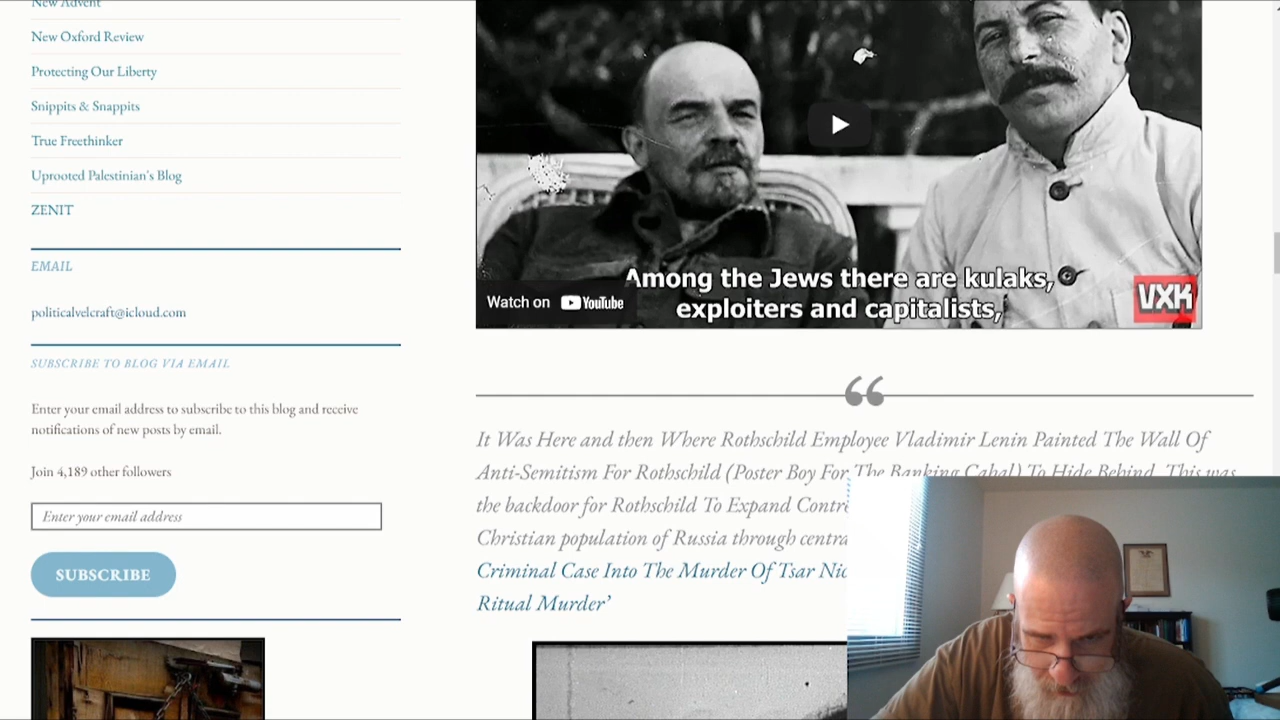 New Advent
New Oxford Review
Protecting Our Liberty
Snippits & Snappits
True Freethinker
Uprooted Palestinian's Blog
ZENIT
EMAIL
politicalvelcraft@icloud.com
SUBSCRIBE TO BLOG VIA EMAIL
Enter your email address to subscribe to this blog and receive
notifications of new posts by email.
Join 4,189 other followers
Enter your email address
SUBSCRIBE
Among the Jews there are kulaks,
exploiters and capitalists,
Watch on YouTube
VXK
It Was Here and then Where Rothschild Employee Vladimir Lenin Painted The Wall Of
Anti-Semitism For Rothschild (Poster Boy For The Banking Cabal) To Hide Behind. This was
the backdoor for Rothschild To Expand
Christian population of Russia through
Criminal Case Into The Murder Of Tsar
Ritual Murder'